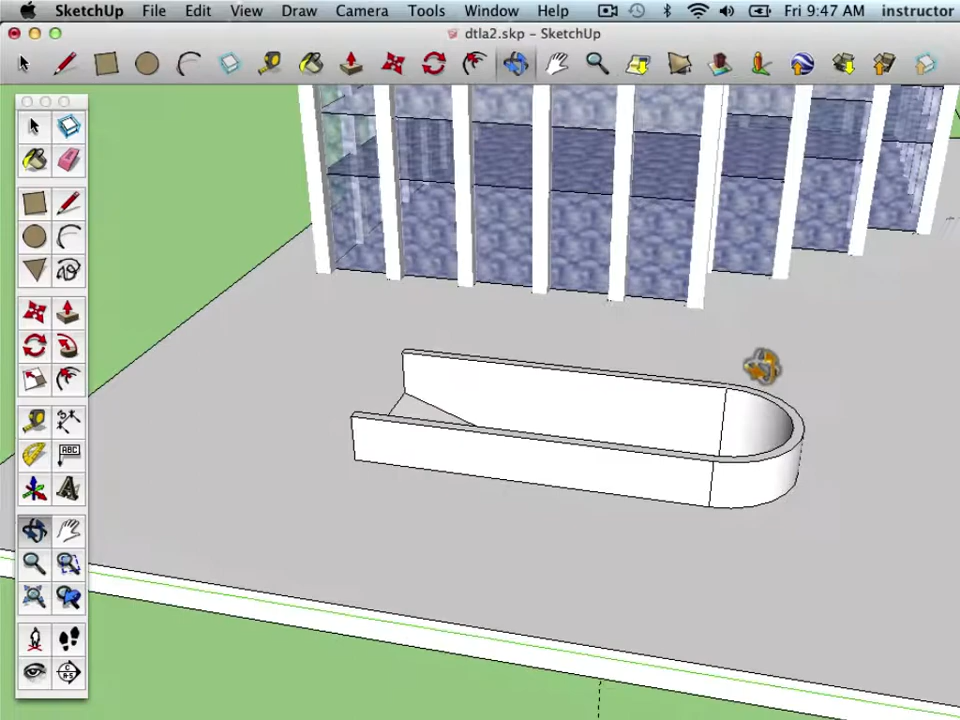 SketchUp File Edit View Draw Camera Tools Window Help Fri 9:47 AM instructor
dtla2.skp – SketchUp
ABC
A